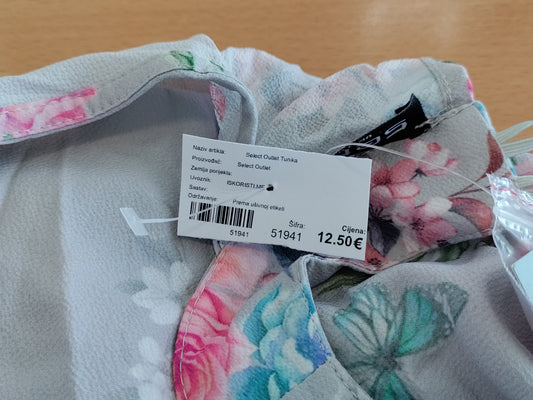 Naziv artikla: Select Outlet Tunika
Proizvođač: Select Outlet
Zemlja porijekla:
Uvoznik: ISKORISTI.ME
Sastav:
Održavanje: Prema ušivnoj etiketi
51941
Šifra:
51941
Cijena:
12.50€